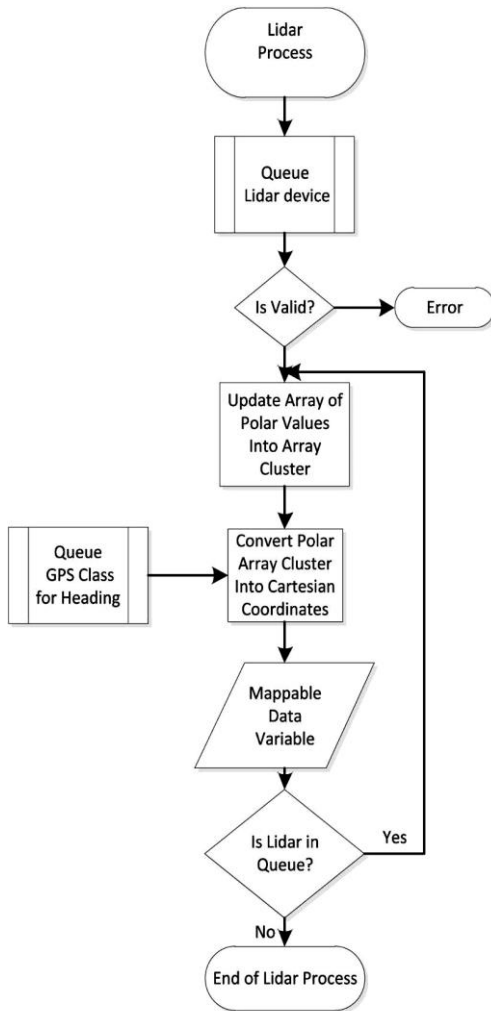 Lidar
Process
Queue
Lidar device
Is Valid?
Error
Update Array of
Polar Values
Into Array
Cluster
Queue
GPS Class
for Heading
Convert Polar
Array Cluster
Into Cartesian
Coordinates
Mappable
Data
Variable
Is Lidar in
Queue?
Yes
No
End of Lidar Process